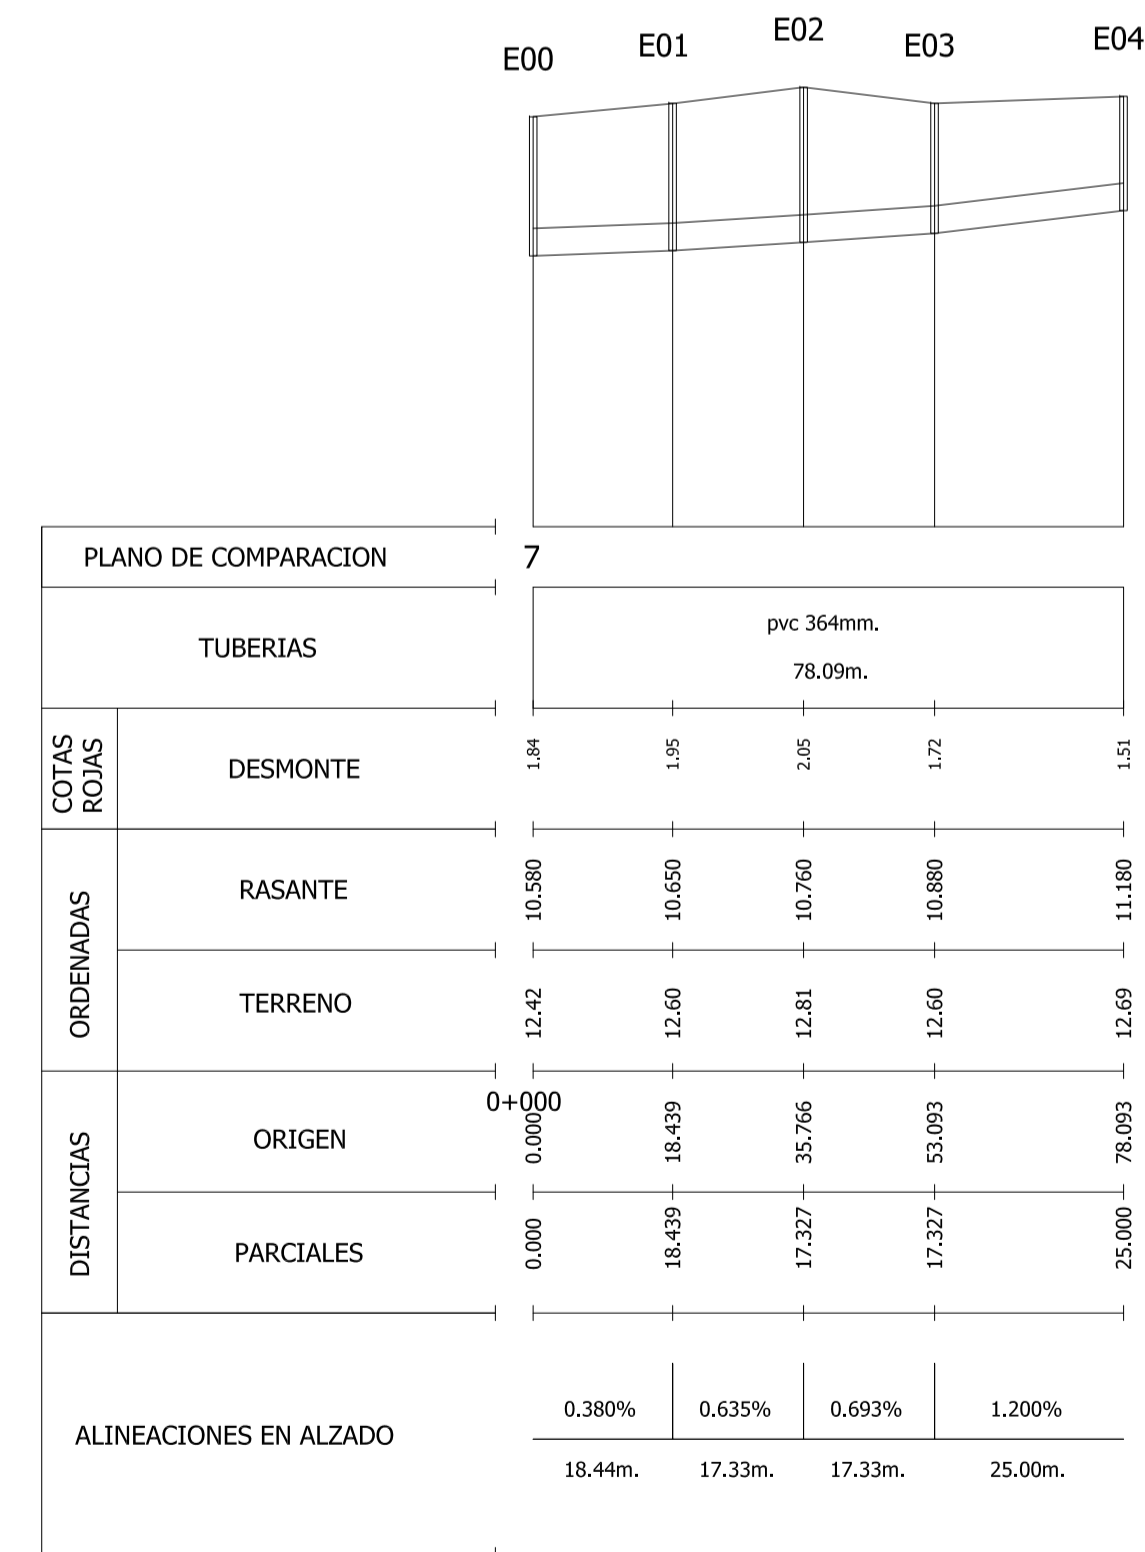 E00 E01 E02 E03 E04
PLANO DE COMPARACION 7
TUBERIAS
pvc 364mm.
78.09m.
COTAS
ROJAS
DESMONTE 1.84 1.95 2.05 1.72 1.51
ORDENADAS
RASANTE 10.580 10.650 10.760 10.880 11.180
TERRENO 12.42 12.60 12.81 12.60 12.69
DISTANCIAS
0+000
ORIGEN 0.000 18.439 35.766 53.093 78.093
PARCIALES 0.000 18.439 17.327 17.327 25.000
ALINEACIONES EN ALZADO
0.380% 0.635% 0.693% 1.200%
18.44m. 17.33m. 17.33m. 25.00m.